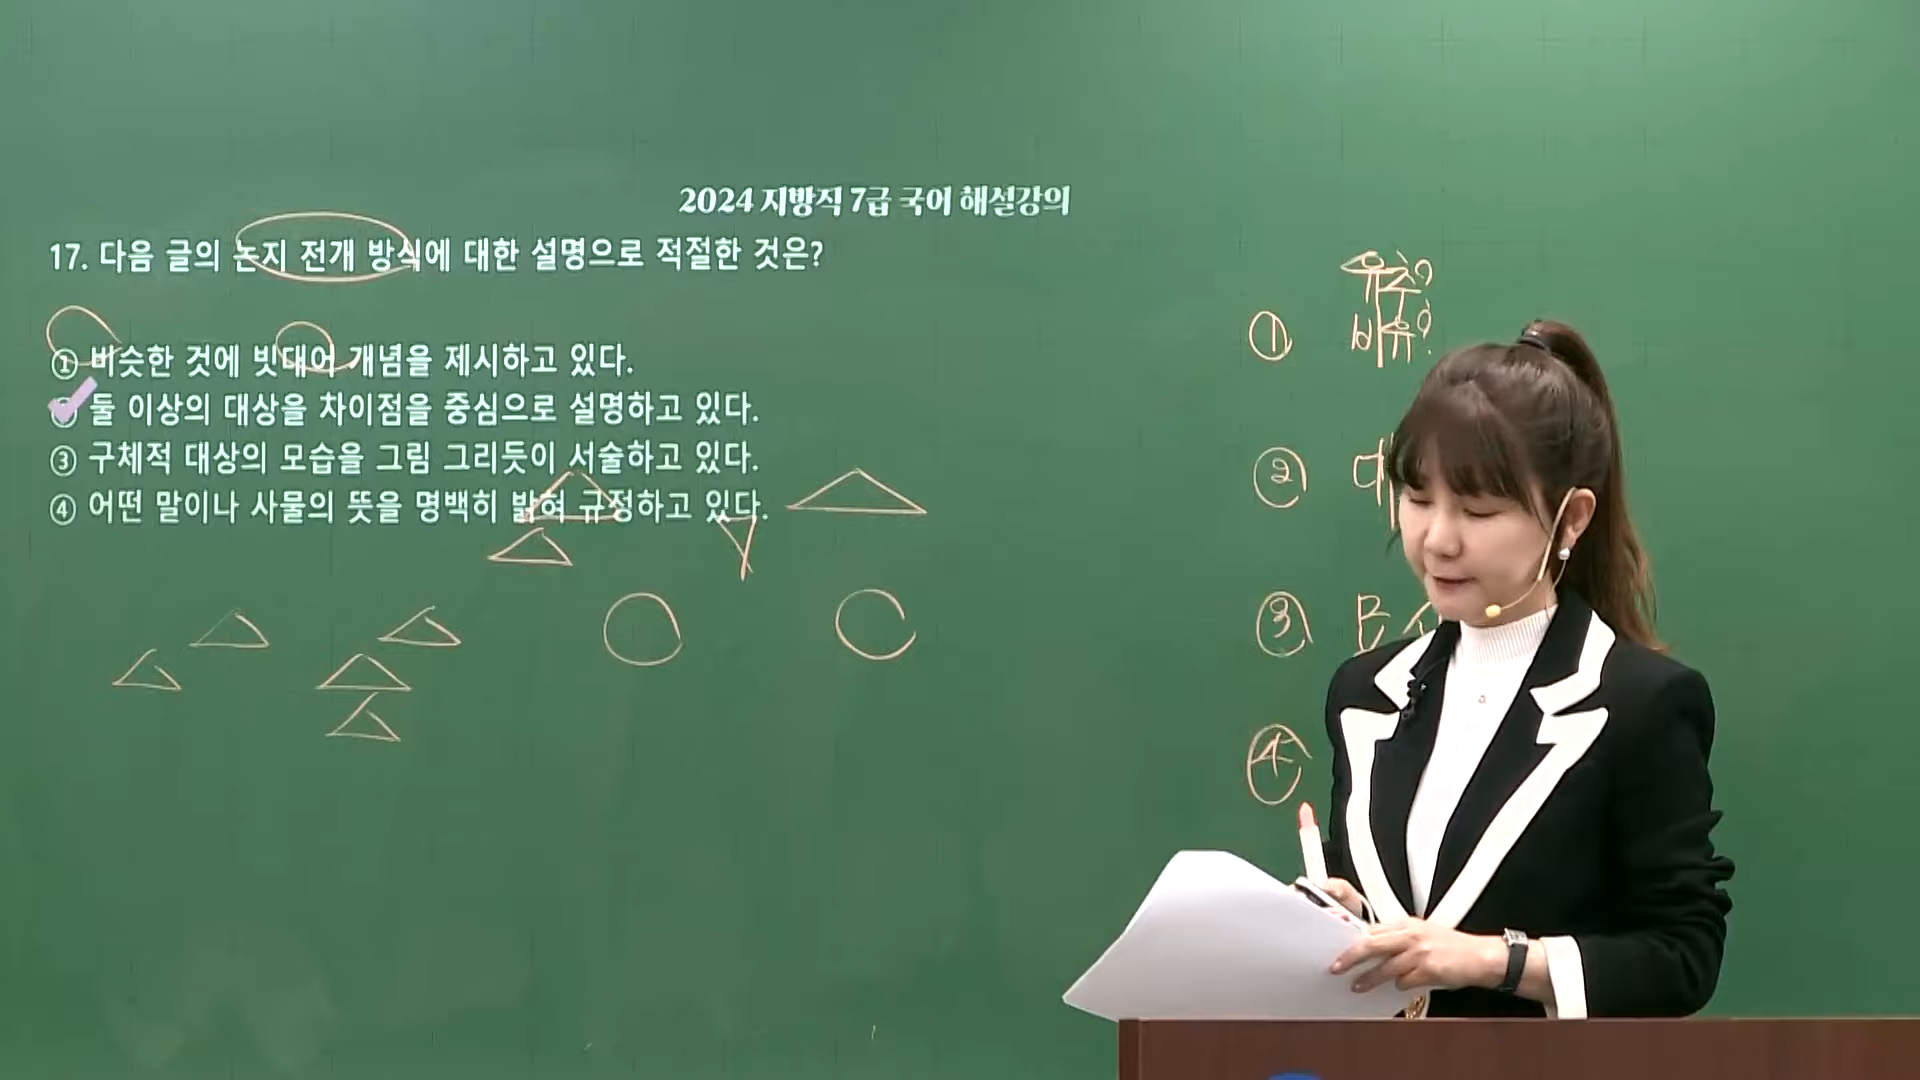 2024 지방직 7급 국어 해설강의
17. 다음 글의 논지 전개 방식에 대한 설명으로 적절한 것은?
① 비슷한 것에 빗대어 개념을 제시하고 있다.
② 둘 이상의 대상을 차이점을 중심으로 설명하고 있다.
③ 구체적 대상의 모습을 그림 그리듯이 서술하고 있다.
④ 어떤 말이나 사물의 뜻을 명백히 밝혀 규정하고 있다.
유추?
① 비유?
② 대
③ 묘사
④